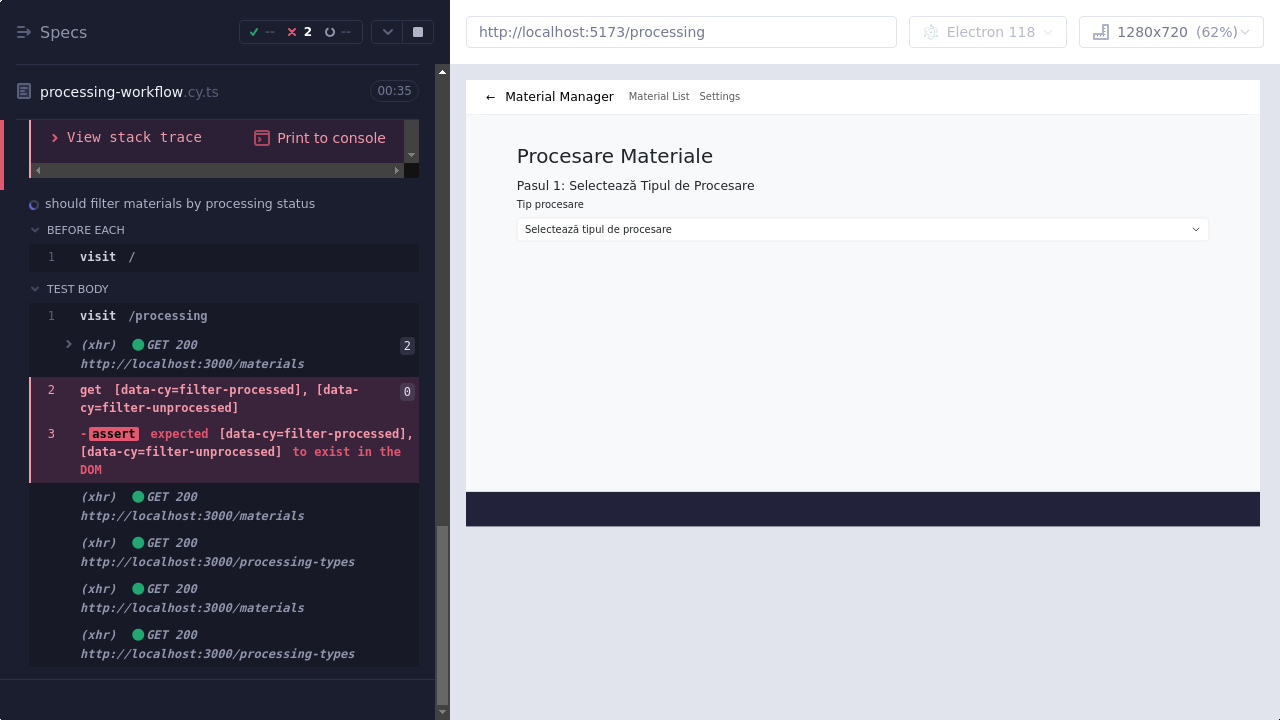 Specs
-- 2 --
processing-workflow.cy.ts 00:35
View stack trace Print to console
should filter materials by processing status
BEFORE EACH
1 visit /
TEST BODY
1 visit /processing
(xhr) GET 200 2
http://localhost:3000/materials
2 get [data-cy=filter-processed], [data- 0
cy=filter-unprocessed]
3 -assert expected [data-cy=filter-processed],
[data-cy=filter-unprocessed] to exist in the
DOM
(xhr) GET 200
http://localhost:3000/materials
(xhr) GET 200
http://localhost:3000/processing-types
(xhr) GET 200
http://localhost:3000/materials
(xhr) GET 200
http://localhost:3000/processing-types
http://localhost:5173/processing
Electron 118
1280x720 (62%)
← Material Manager Material List Settings
Procesare Materiale
Pasul 1: Selectează Tipul de Procesare
Tip procesare
Selectează tipul de procesare